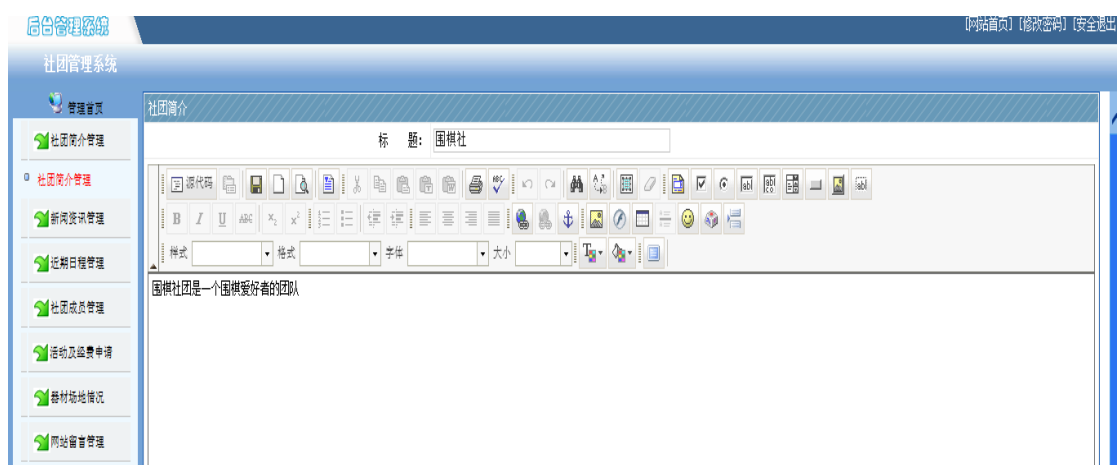 后台管理系统
[网站首页] [修改密码] [安全退出
社团管理系统
管理首页
社团简介管理
社团简介管理
新闻资讯管理
近期日程管理
社团成员管理
活动及经费申请
器材场地情况
网站留言管理
社团简介
标 题: 围棋社
源代码
B I U ABC x₂ x²
样式 格式 字体 大小
围棋社团是一个围棋爱好者的团队